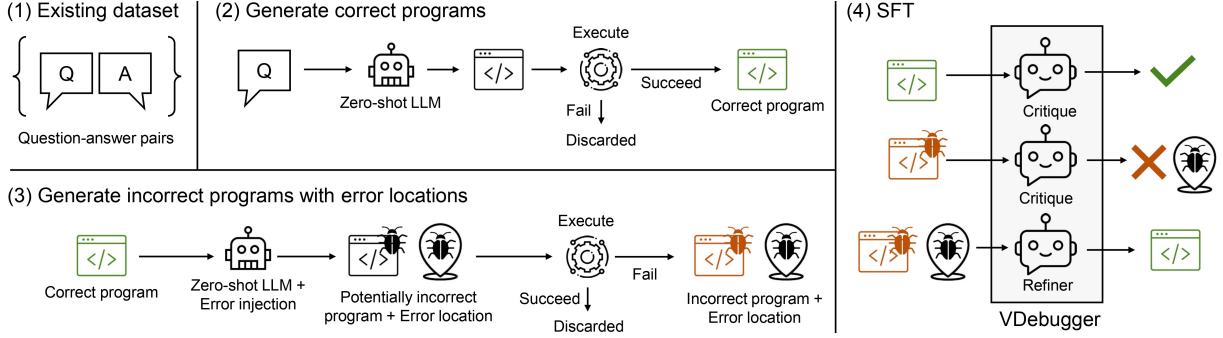 (1) Existing dataset
Q
A
Question-answer pairs
(2) Generate correct programs
Q
Zero-shot LLM
</>
Execute
Succeed
Fail
Discarded
</>
Correct program
(3) Generate incorrect programs with error locations
</>
Correct program
Zero-shot LLM +
Error injection
</>
Potentially incorrect
program + Error location
Execute
Fail
Succeed
Discarded
</>
Incorrect program +
Error location
(4) SFT
</>
Critique
</>
Critique
</>
Refiner
</>
VDebugger